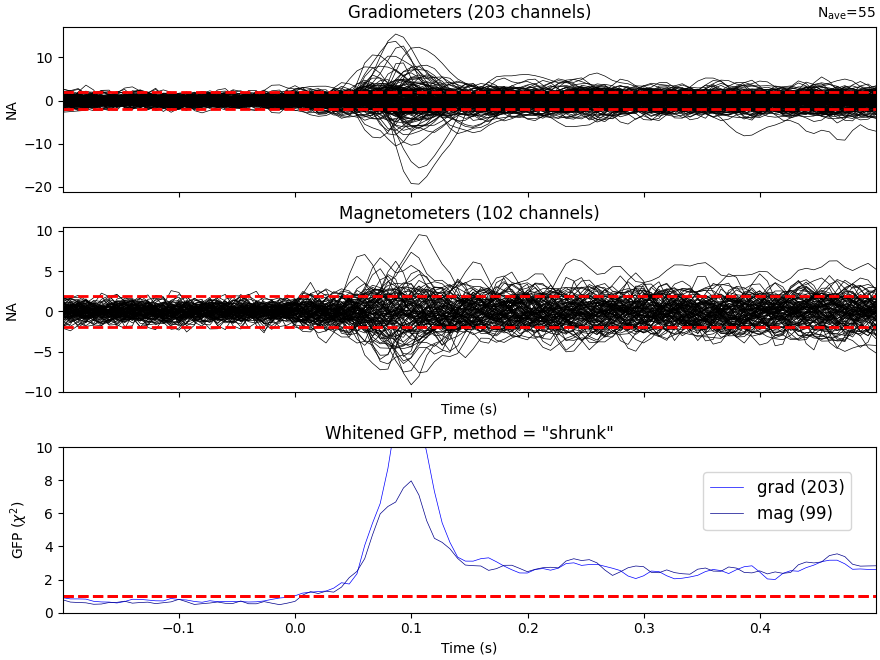 Gradiometers (203 channels)
N_ave=55
10
0
−10
−20
NA
Magnetometers (102 channels)
10
5
0
−5
−10
NA
Time (s)
Whitened GFP, method = "shrunk"
10
8
6
4
2
0
GFP (χ²)
grad (203)
mag (99)
−0.1
0.0
0.1
0.2
0.3
0.4
Time (s)